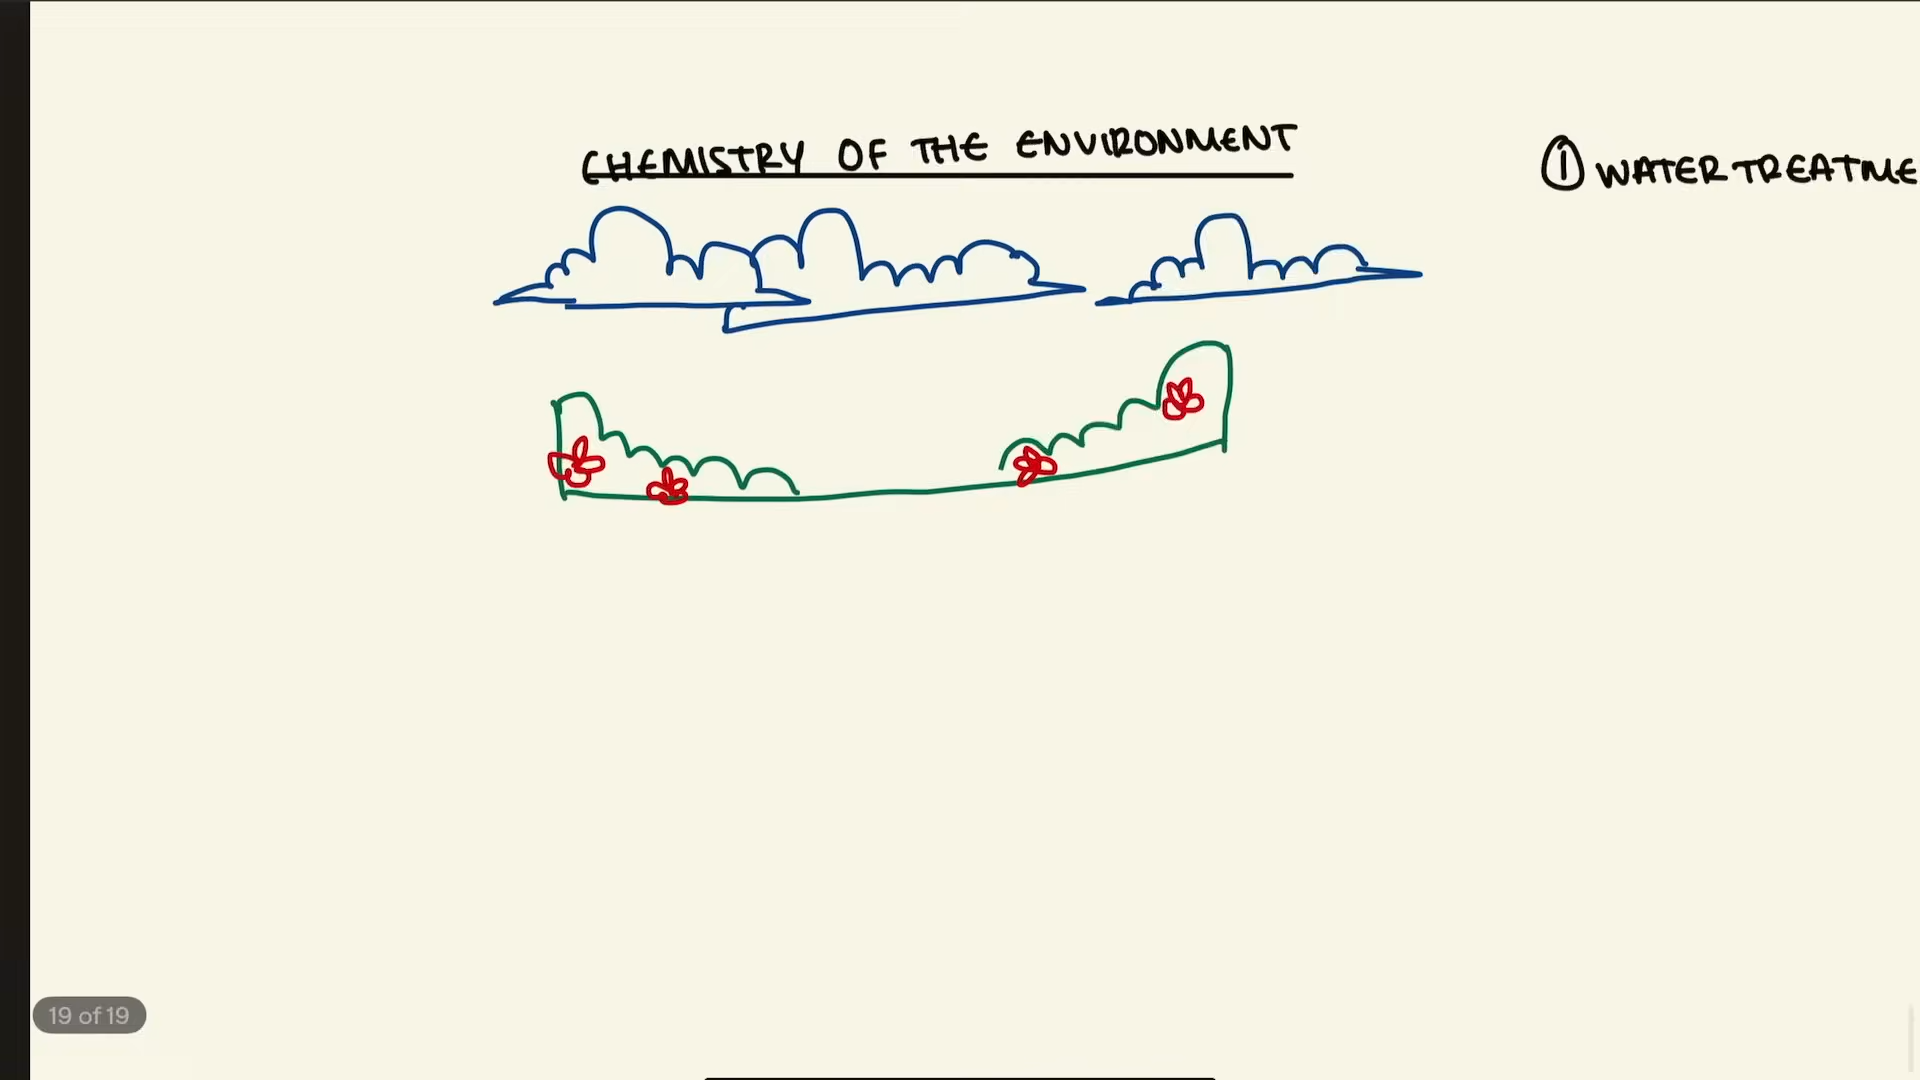 CHEMISTRY OF THE ENVIRONMENT
① WATER TREATME
19 of 19